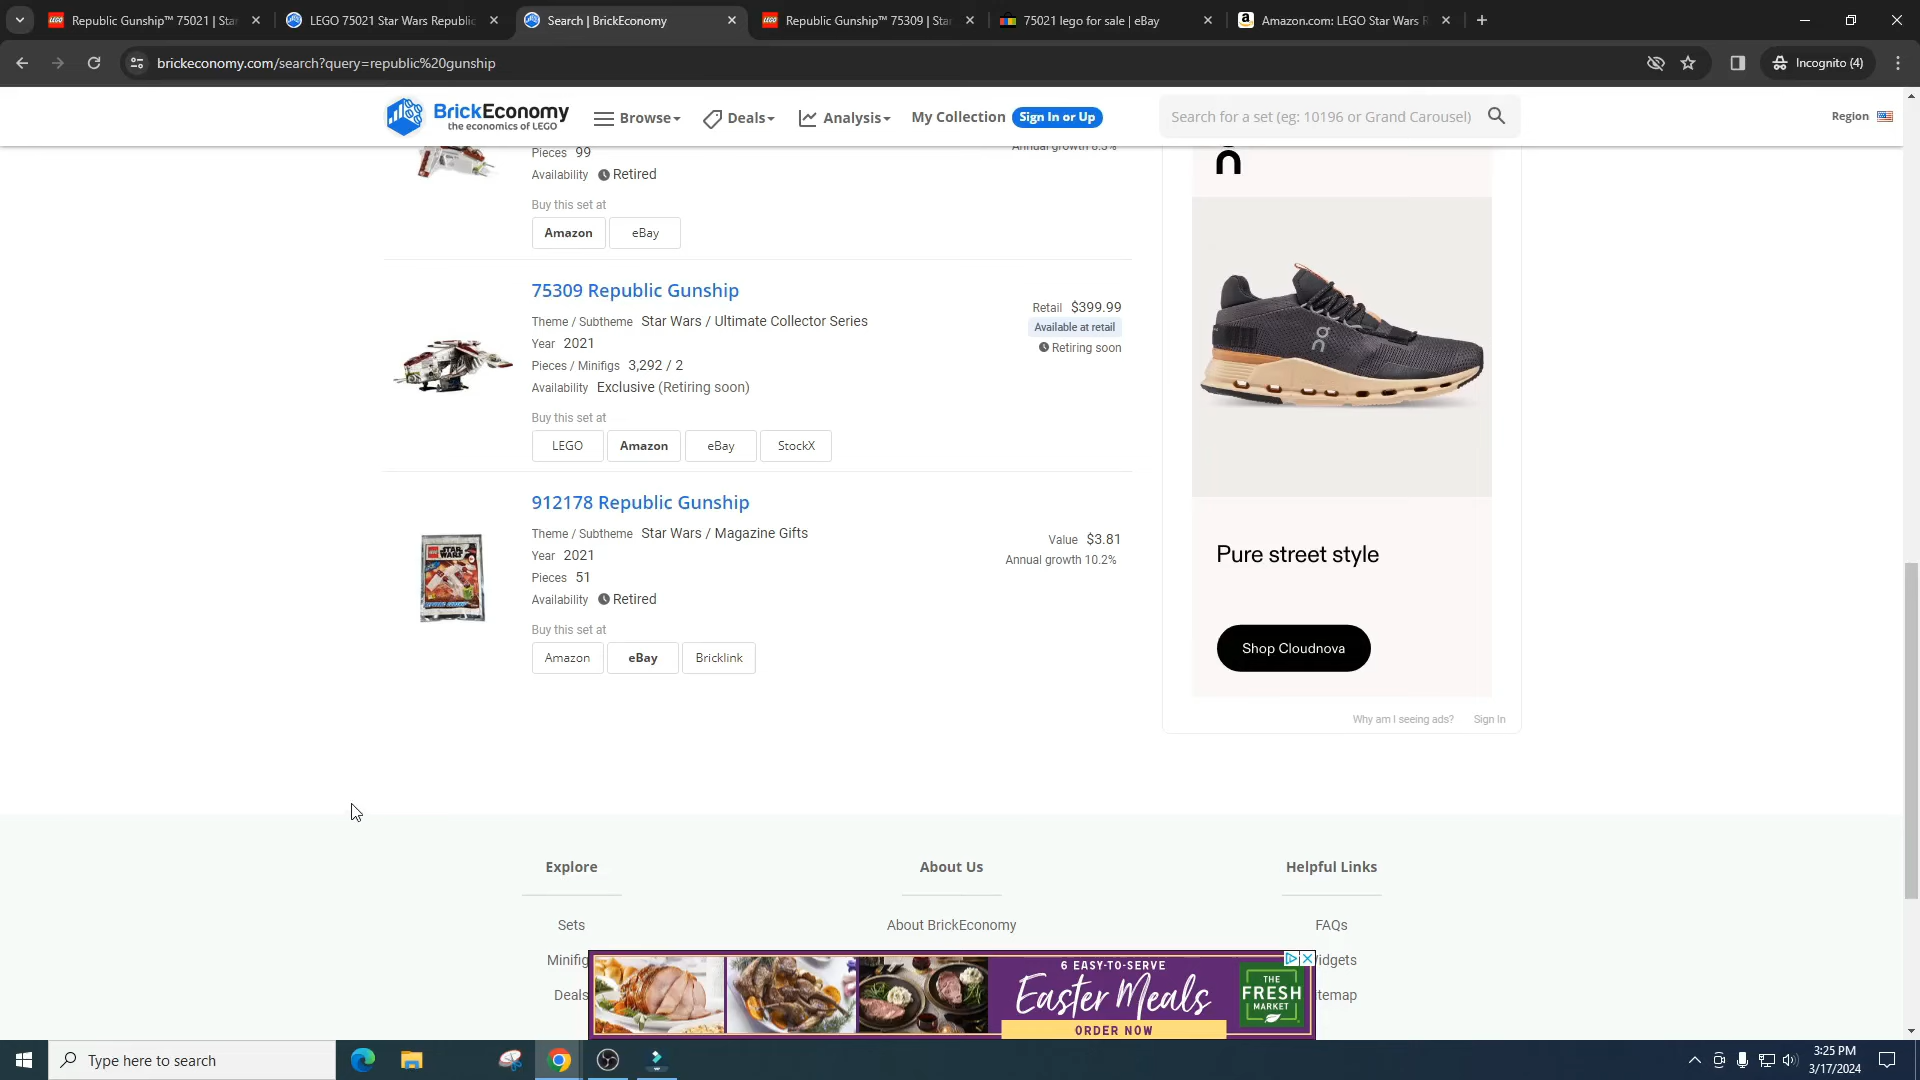 Republic Gunship™ 75021 | Sta
LEGO 75021 Star Wars Republic
Search | BrickEconomy
Republic Gunship™ 75309 | Sta
75021 lego for sale | eBay
Amazon.com: LEGO Star Wars R
brickeconomy.com/search?query=republic%20gunship
Incognito (4)
BrickEconomy
the economics of LEGO
Browse
Deals
Analysis
My Collection
Sign In or Up
Search for a set (eg: 10196 or Grand Carousel)
Region
Pieces 99
Annual growth 8.3%
Availability Retired
Buy this set at
Amazon
eBay
75309 Republic Gunship
Theme / Subtheme Star Wars / Ultimate Collector Series
Year 2021
Pieces / Minifigs 3,292 / 2
Availability Exclusive (Retiring soon)
Retail $399.99
Available at retail
Retiring soon
Buy this set at
LEGO
Amazon
eBay
StockX
912178 Republic Gunship
Theme / Subtheme Star Wars / Magazine Gifts
Year 2021
Pieces 51
Availability Retired
Value $3.81
Annual growth 10.2%
Buy this set at
Amazon
eBay
Bricklink
Pure street style
Shop Cloudnova
Why am I seeing ads?
Sign In
Explore
About Us
Helpful Links
Sets
About BrickEconomy
FAQs
Minifig
idgets
Deals
temap
6 EASY-TO-SERVE
Easter Meals
ORDER NOW
THE
FRESH
MARKET
Type here to search
3:25 PM
3/17/2024